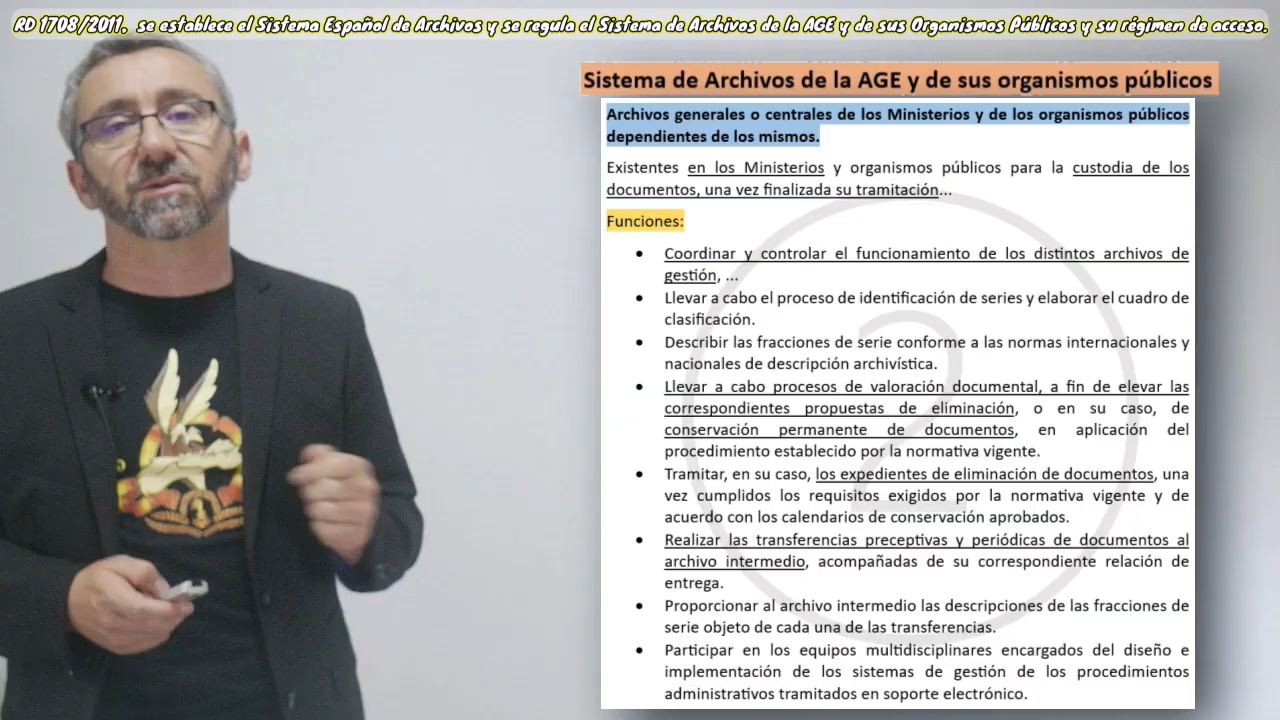 RD 1708/2011, se establece el Sistema Español de Archivos y se regula el Sistema de Archivos de la AGE y de sus Organismos Públicos y su régimen de acceso.
Sistema de Archivos de la AGE y de sus organismos públicos
Archivos generales o centrales de los Ministerios y de los organismos públicos
dependientes de los mismos.
Existentes en los Ministerios y organismos públicos para la custodia de los
documentos, una vez finalizada su tramitación...
Funciones:
• Coordinar y controlar el funcionamiento de los distintos archivos de
gestión, ...
• Llevar a cabo el proceso de identificación de series y elaborar el cuadro de
clasificación.
• Describir las fracciones de serie conforme a las normas internacionales y
nacionales de descripción archivística.
• Llevar a cabo procesos de valoración documental, a fin de elevar las
correspondientes propuestas de eliminación, o en su caso, de
conservación permanente de documentos, en aplicación del
procedimiento establecido por la normativa vigente.
• Tramitar, en su caso, los expedientes de eliminación de documentos, una
vez cumplidos los requisitos exigidos por la normativa vigente y de
acuerdo con los calendarios de conservación aprobados.
• Realizar las transferencias preceptivas y periódicas de documentos al
archivo intermedio, acompañadas de su correspondiente relación de
entrega.
• Proporcionar al archivo intermedio las descripciones de las fracciones de
serie objeto de cada una de las transferencias.
• Participar en los equipos multidisciplinares encargados del diseño e
implementación de los sistemas de gestión de los procedimientos
administrativos tramitados en soporte electrónico.
2